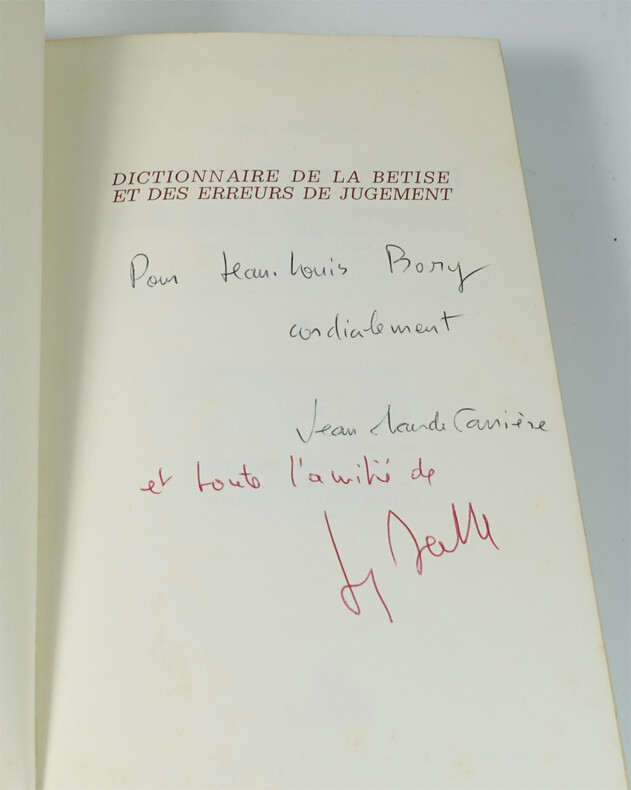 DICTIONNAIRE DE LA BETISE
ET DES ERREURS DE JUGEMENT
Pour Jean-Louis Bory
cordialement
Jean Claude Carrière
et toute l'amitié de